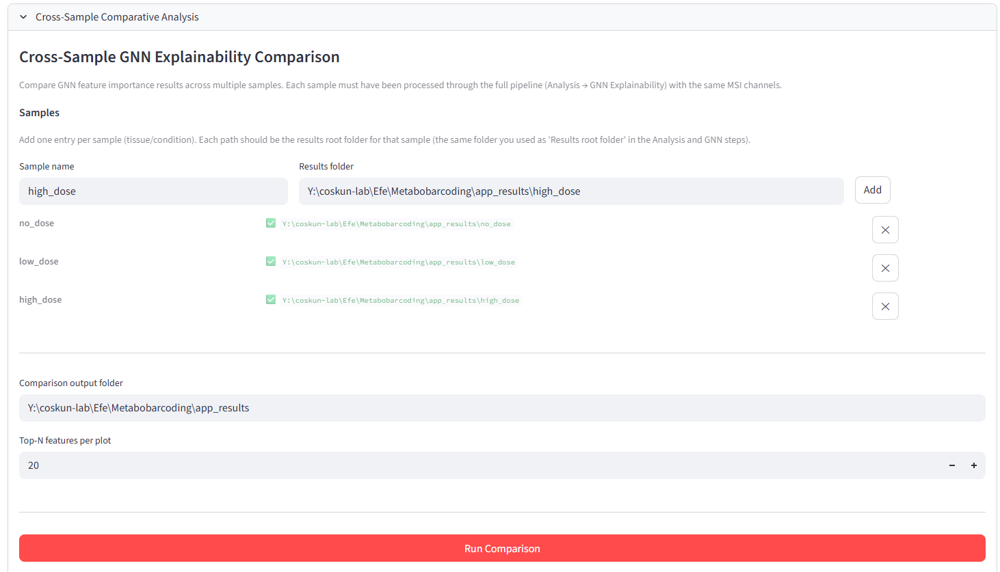 Cross-Sample Comparative Analysis
Cross-Sample GNN Explainability Comparison
Compare GNN feature importance results across multiple samples. Each sample must have been processed through the full pipeline (Analysis → GNN Explainability) with the same MSI channels.
Samples
Add one entry per sample (tissue/condition). Each path should be the results root folder for that sample (the same folder you used as 'Results root folder' in the Analysis and GNN steps).
Sample name
Results folder
high_dose
Y:\coskun-lab\Efe\Metabobarcoding\app_results\high_dose
Add
no_dose
Y:\coskun-lab\Efe\Metabobarcoding\app_results\no_dose
low_dose
Y:\coskun-lab\Efe\Metabobarcoding\app_results\low_dose
high_dose
Y:\coskun-lab\Efe\Metabobarcoding\app_results\high_dose
Comparison output folder
Y:\coskun-lab\Efe\Metabobarcoding\app_results
Top-N features per plot
20
Run Comparison